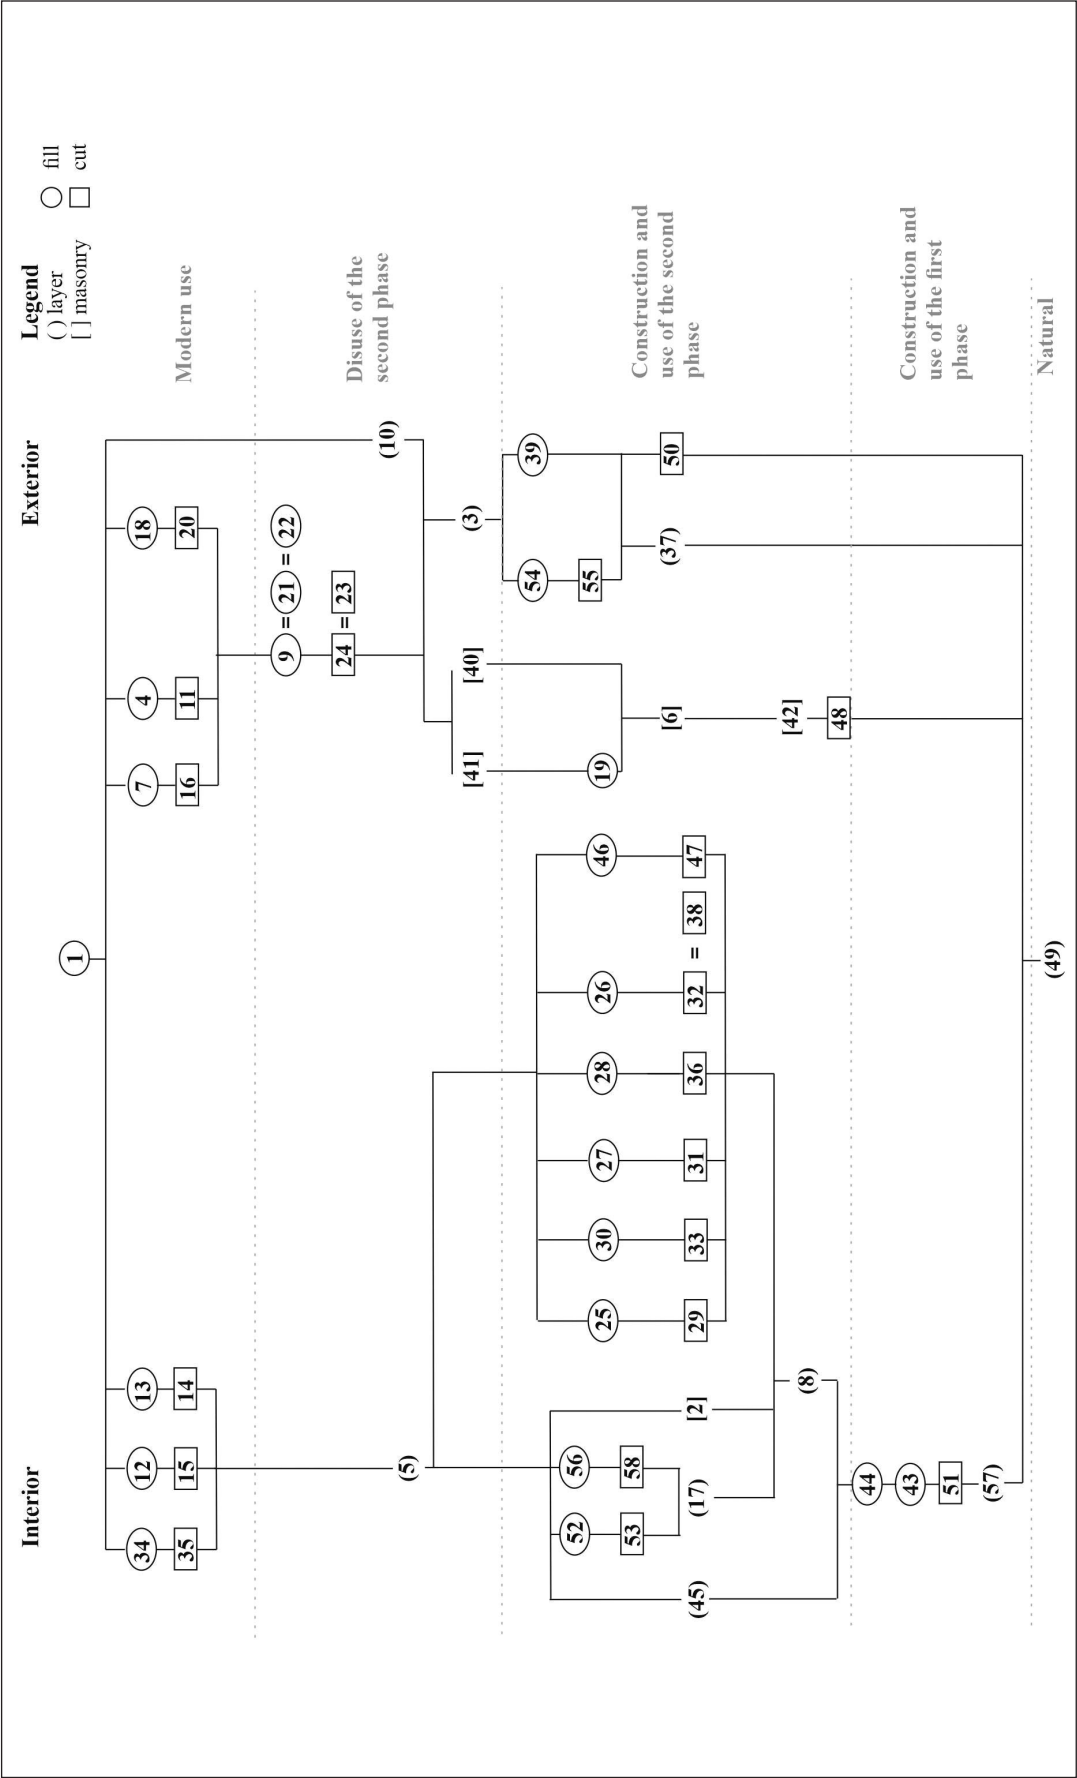 Interior Exterior Legend
( ) layer fill
[ ] masonry cut
1
34 12 13 7 4 18
35 15 14 16 11 20
Modern use
9 = 21 = 22
24 = 23
Disuse of the
second phase
(10)
(5)
[41] [40] (3)
54 39
52 56
55
25 30 27 28 26 46 19
53 58
Construction and
use of the second
phase
[6] (37) 50
(45) (17) [2] 29 33 31 36 32 = 38 47
[42]
(8)
48
44
43
Construction and
use of the first
phase
51
(57)
Natural
(49)